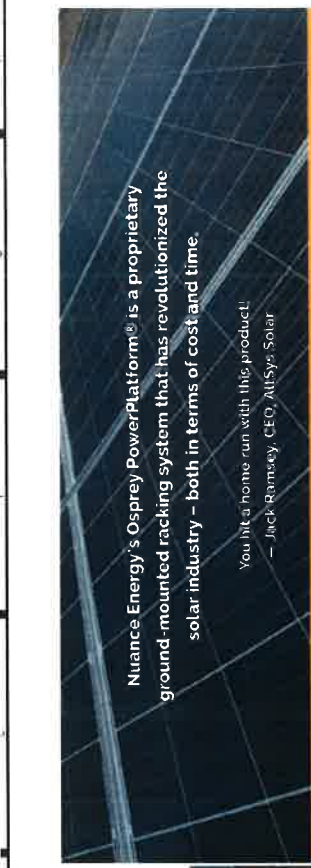 Nuance Energy's Osprey PowerPlatform® is a proprietary
ground-mounted racking system that has revolutionized the
solar industry – both in terms of cost and time.
You hit a home run with this product!
– Jack Ramsey, CEO, AltSys Solar